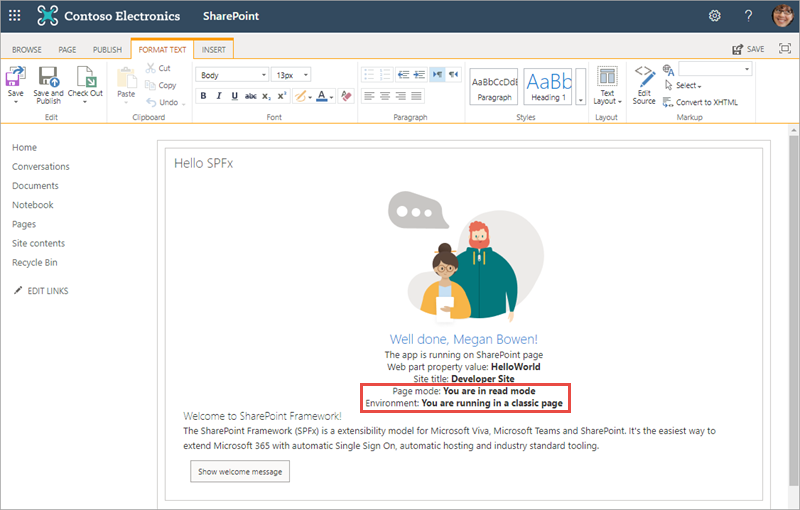 Contoso Electronics SharePoint ?
BROWSE PAGE PUBLISH FORMAT TEXT INSERT SAVE
Save
Save and Publish
Check Out
Edit
Paste
Cut
Copy
Undo
Clipboard
Body 13px
B I U abc x₂ x² A
Font
Paragraph
AaBbCcDdE
Paragraph
AaBb
Heading 1
Styles
Text Layout
Layout
Edit Source
Select
Convert to XHTML
Markup
Home
Conversations
Documents
Notebook
Pages
Site contents
Recycle Bin
EDIT LINKS
Hello SPFx
Well done, Megan Bowen!
The app is running on SharePoint page
Web part property value: HelloWorld
Site title: Developer Site
Page mode: You are in read mode
Environment: You are running in a classic page
Welcome to SharePoint Framework!
The SharePoint Framework (SPFx) is a extensibility model for Microsoft Viva, Microsoft Teams and SharePoint. It's the easiest way to
extend Microsoft 365 with automatic Single Sign On, automatic hosting and industry standard tooling.
Show welcome message